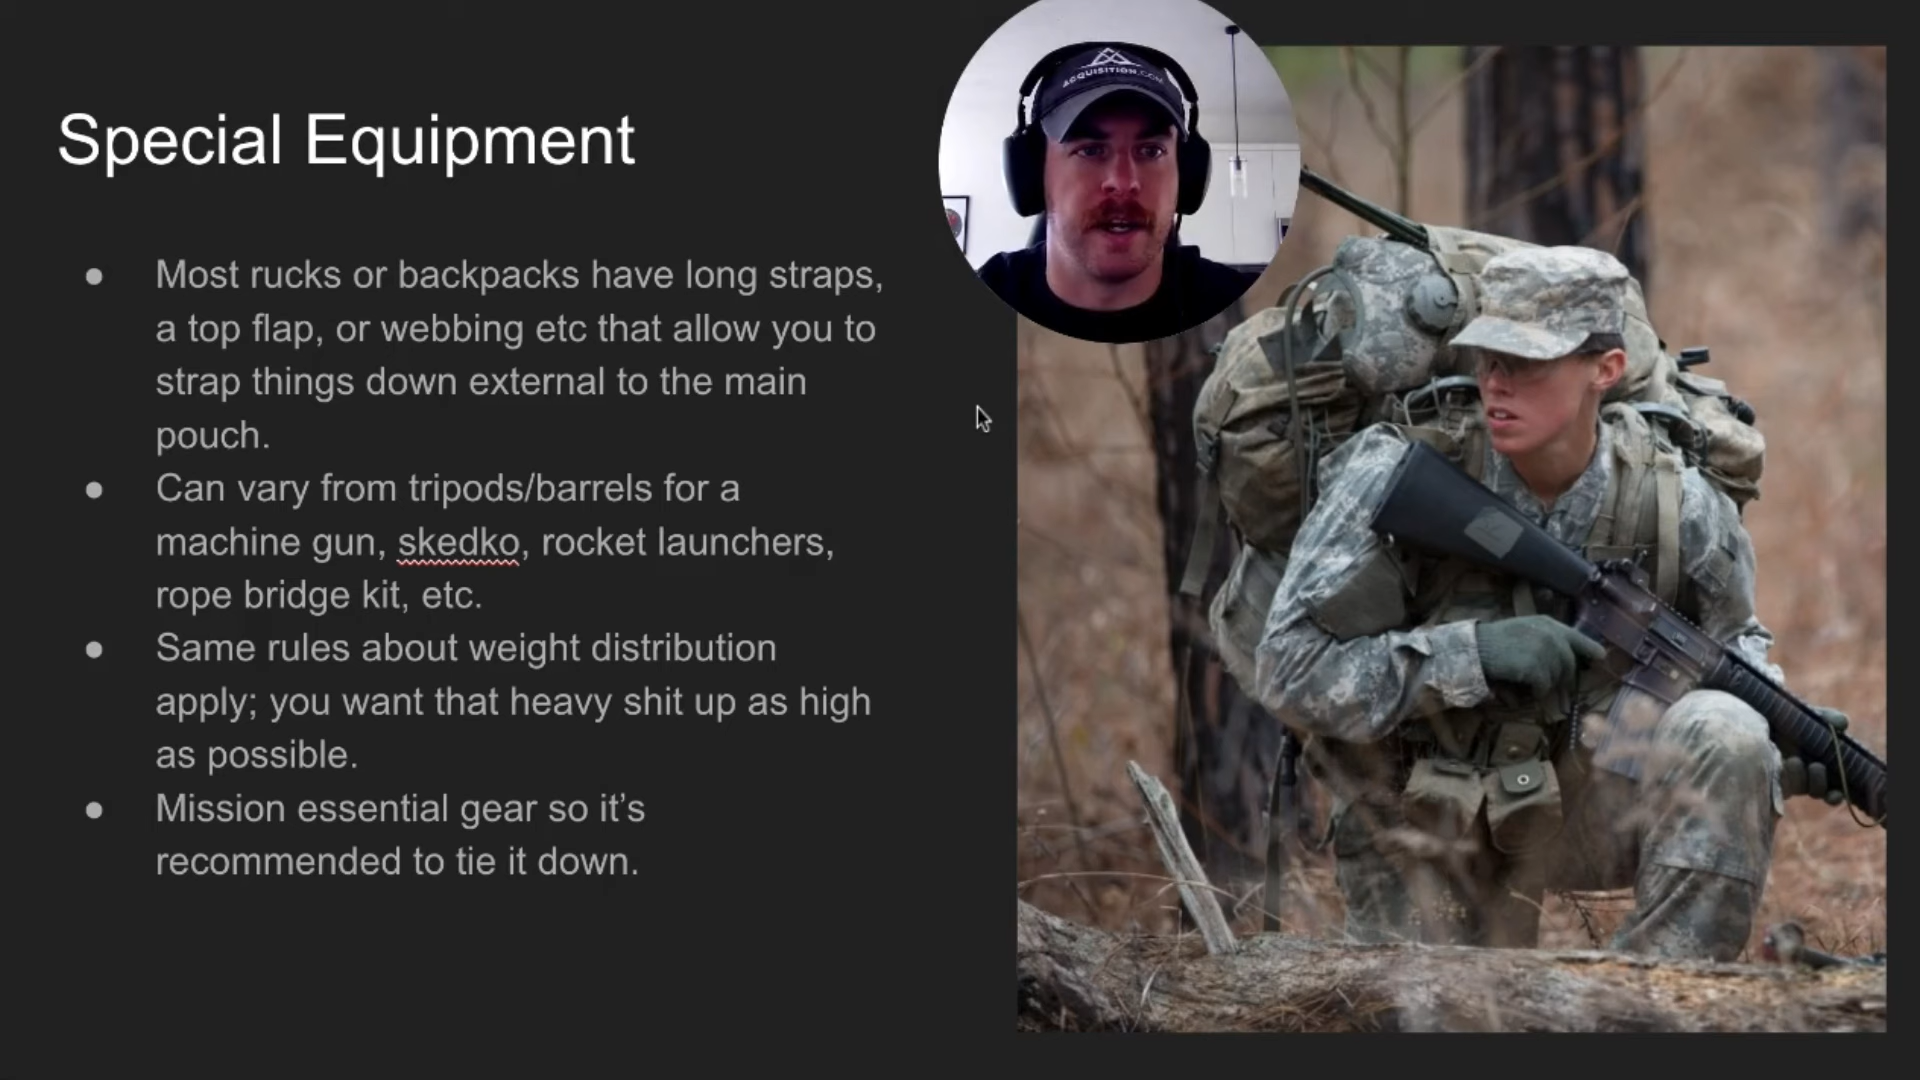 ACQUISITION.COM
Special Equipment
● Most rucks or backpacks have long straps,
a top flap, or webbing etc that allow you to
strap things down external to the main
pouch.
● Can vary from tripods/barrels for a
machine gun, skedko, rocket launchers,
rope bridge kit, etc.
● Same rules about weight distribution
apply; you want that heavy shit up as high
as possible.
● Mission essential gear so it’s
recommended to tie it down.